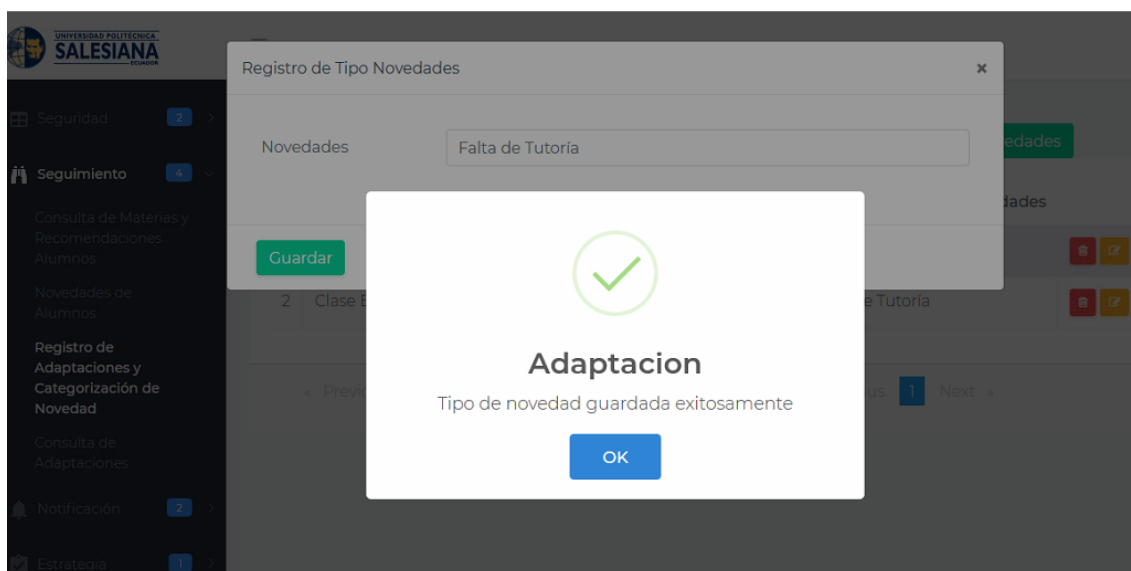 UNIVERSIDAD POLITÉCNICA
SALESIANA
ECUADOR
Seguridad 2
Seguimiento 4
Consulta de Materias y
Recomendaciones
Alumnos
Novedades de
Alumnos
Registro de
Adaptaciones y
Categorización de
Novedad
Consulta de
Adaptaciones
Notificación 2
Estrategia 1
Registro de Tipo Novedades ×
Novedades Falta de Tutoría
Guardar
edades
dades
2 Clase e Tutoría
« Previ us 1 Next »
Adaptacion
Tipo de novedad guardada exitosamente
OK